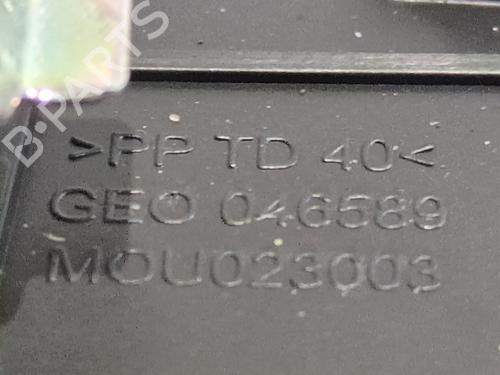 B·PARTS
>PP TD 40<
GEO 046589
MOU023003